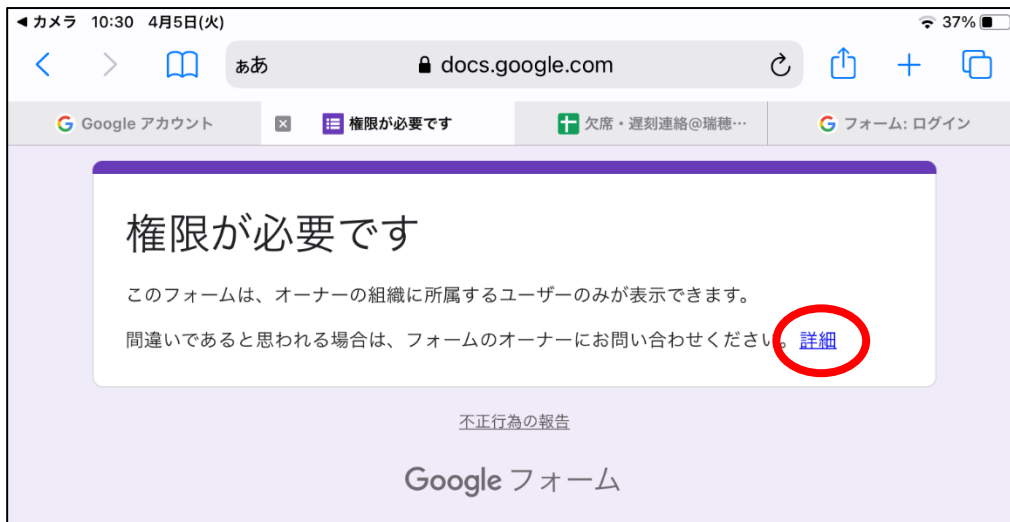 ◀ カメラ 10:30 4月5日(火) 37%
ぁあ docs.google.com
Google アカウント 権限が必要です 欠席・遅刻連絡@瑞穂… フォーム: ログイン
権限が必要です
このフォームは、オーナーの組織に所属するユーザーのみが表示できます。
間違いであると思われる場合は、フォームのオーナーにお問い合わせください。詳細
不正行為の報告
Google フォーム